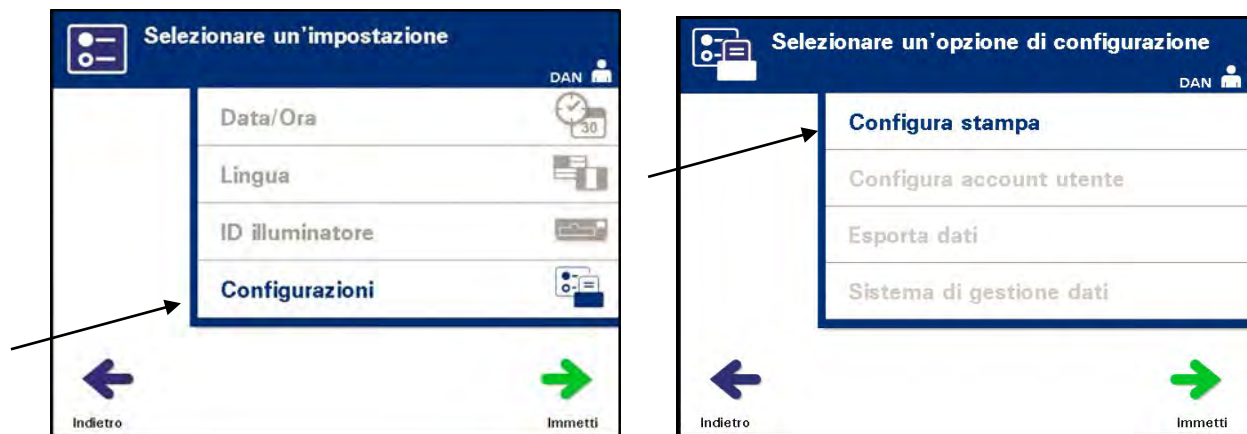 Selezionare un'impostazione
DAN
30
Data/Ora
Lingua
ID illuminatore
Configurazioni
Indietro
Immetti
Selezionare un'opzione di configurazione
DAN
Configura stampa
Configura account utente
Esporta dati
Sistema di gestione dati
Indietro
Immetti